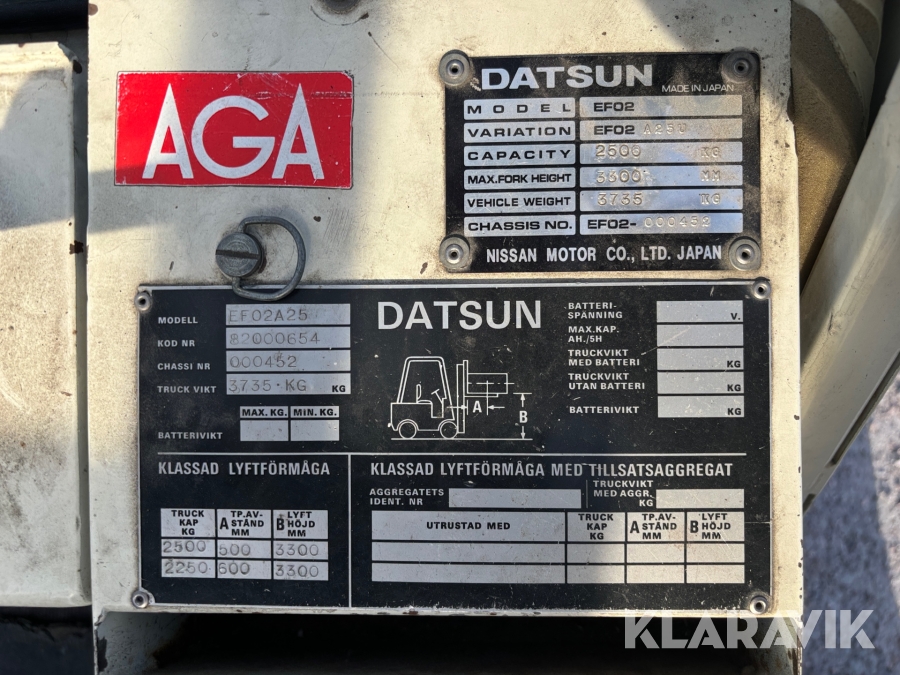 AGA
DATSUN
MADE IN JAPAN
MODEL EF02
VARIATION EF02 A25U
CAPACITY 2500 KG
MAX. FORK HEIGHT 3300 MM
VEHICLE WEIGHT 3735 KG
CHASSIS NO. EF02-000452
NISSAN MOTOR CO., LTD. JAPAN
DATSUN
MODELL EF02A25
KOD NR 82000654
CHASSI NR 000452
TRUCK VIKT 3735·KG KG
MAX. KG. MIN. KG.
BATTERIVIKT
A
B
BATTERI-
SPÄNNING V.
MAX.KAP.
AH./5H
TRUCKVIKT
MED BATTERI KG
TRUCKVIKT
UTAN BATTERI KG
BATTERIVIKT KG
KLASSAD LYFTFÖRMÅGA
TRUCK KAP KG A TP.AV-STÅND MM B LYFT HÖJD MM
2500 500 3300
2250 600 3300
KLASSAD LYFTFÖRMÅGA MED TILLSATSAGGREGAT
AGGREGATETS
IDENT. NR
TRUCKVIKT
MED AGGR.
KG
UTRUSTAD MED TRUCK KAP KG A TP.AV-STÅND MM B LYFT HÖJD MM
KLARAVIK